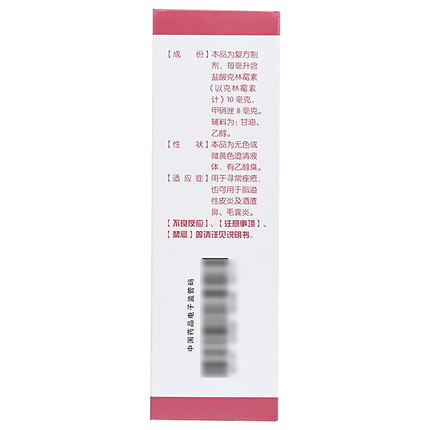 【成 份】本品为复方制
剂，每毫升含
盐酸克林霉素
（以克林霉素
计）10毫克，
甲硝唑8毫克。
辅料为：甘油、
乙醇。
【性 状】本品为无色或
微黄色澄清液
体，有乙醇臭。
【适应症】用于寻常痤疮，
也可用于脂溢
性皮炎及酒渣
鼻、毛囊炎。
【不良反应】、【注意事项】、
【禁忌】等请详见说明书。
中国药品电子监管码